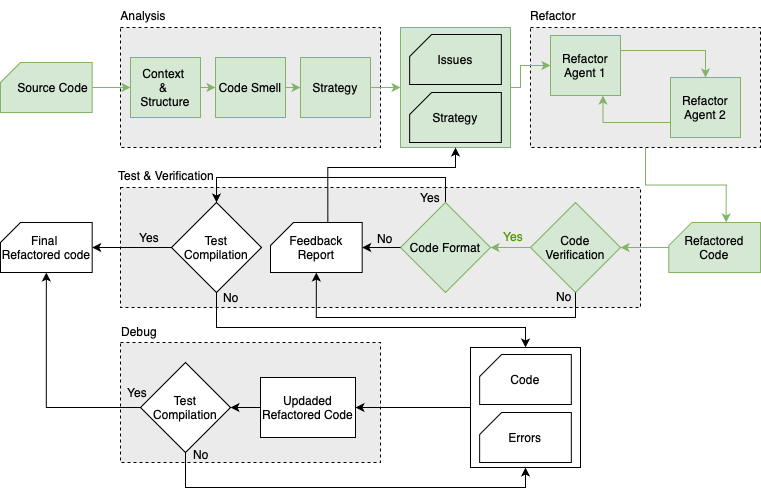 Analysis
Refactor
Source Code
Context
&
Structure
Code Smell
Strategy
Issues
Strategy
Refactor
Agent 1
Refactor
Agent 2
Test & Verification
Yes
Final
Refactored code
Yes
Test
Compilation
Feedback
Report
No
Code Format
Yes
Code
Verification
Refactored
Code
No
No
Debug
Yes
Test
Compilation
Updaded
Refactored Code
Code
Errors
No